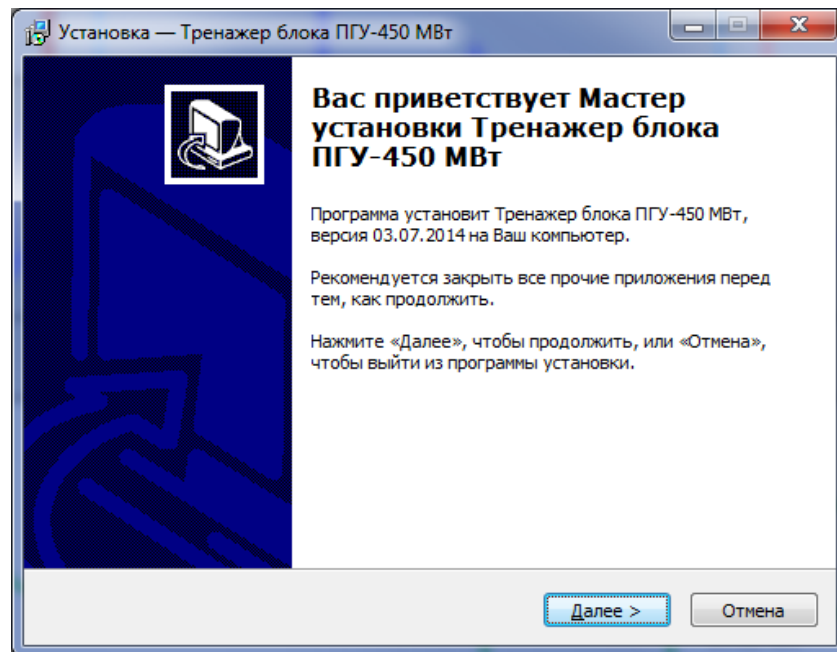 Установка — Тренажер блока ПГУ-450 МВт
Вас приветствует Мастер
установки Тренажер блока
ПГУ-450 МВт
Программа установит Тренажер блока ПГУ-450 МВт,
версия 03.07.2014 на Ваш компьютер.
Рекомендуется закрыть все прочие приложения перед
тем, как продолжить.
Нажмите «Далее», чтобы продолжить, или «Отмена»,
чтобы выйти из программы установки.
Далее >
Отмена